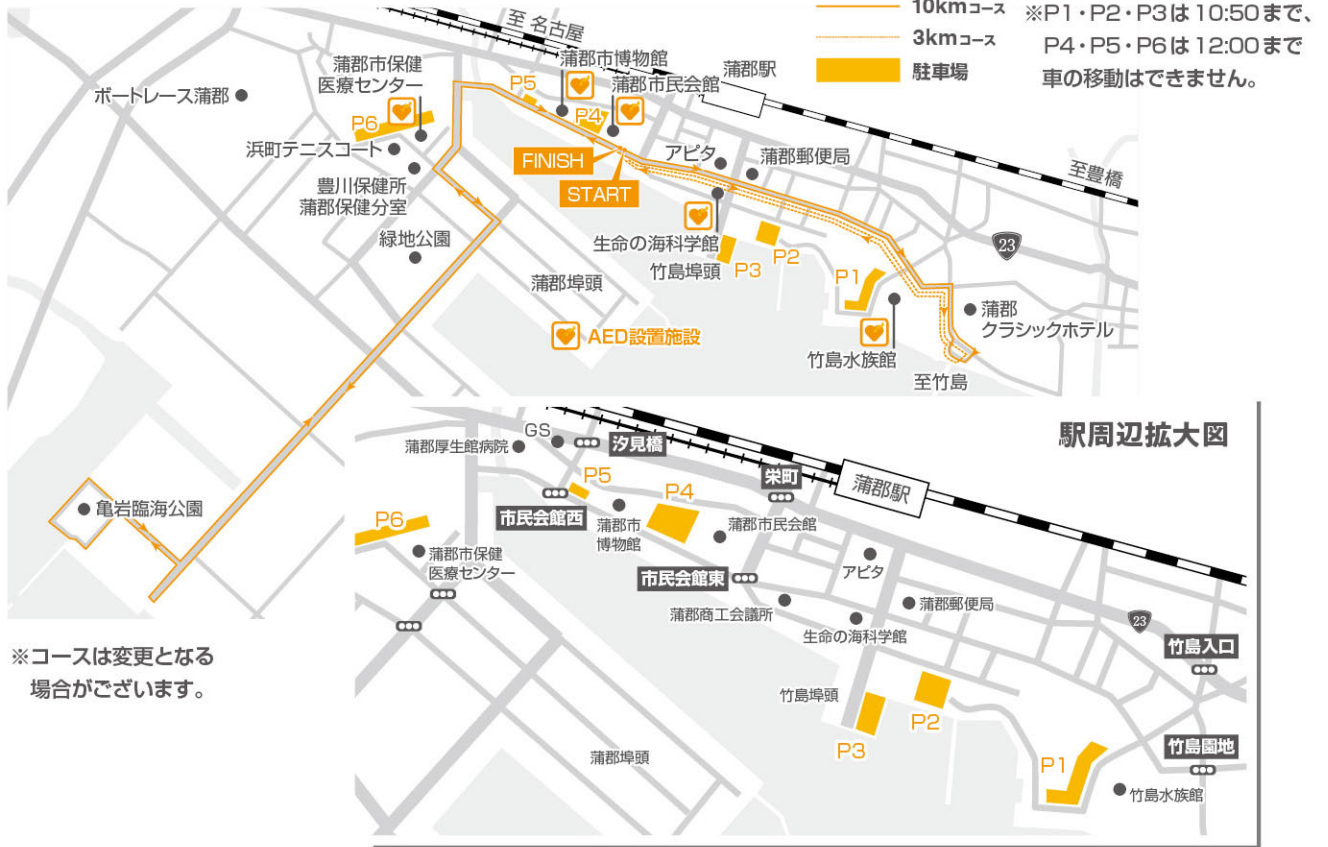 10kmコース
3kmコース
駐車場
※P1・P2・P3は10:50まで、
P4・P5・P6は12:00まで
車の移動はできません。
至 名古屋
蒲郡市博物館
蒲郡駅
蒲郡市保健
医療センター
P5
蒲郡市民会館
ボートレース蒲郡
P4
P6
浜町テニスコート
FINISH
アピタ
蒲郡郵便局
至豊橋
豊川保健所
蒲郡保健分室
START
緑地公園
生命の海科学館
23
竹島埠頭
P3
P2
P1
蒲郡埠頭
蒲郡
クラシックホテル
AED設置施設
竹島水族館
至竹島
亀岩臨海公園
※コースは変更となる
場合がございます。
駅周辺拡大図
GS
蒲郡厚生館病院
汐見橋
栄町
蒲郡駅
P5
P4
市民会館西
蒲郡市
博物館
蒲郡市民会館
P6
蒲郡市保健
医療センター
市民会館東
アピタ
蒲郡商工会議所
蒲郡郵便局
生命の海科学館
23
竹島入口
竹島埠頭
P2
P3
竹島園地
蒲郡埠頭
P1
竹島水族館